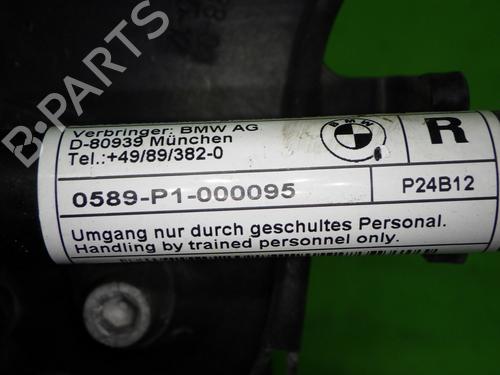 Verbringer: BMW AG
D-80939 München
Tel.:+49/89/382-0
BMW
R
0589-P1-000095
P24B12
Umgang nur durch geschultes Personal.
Handling by trained personnel only.
B-PARTS